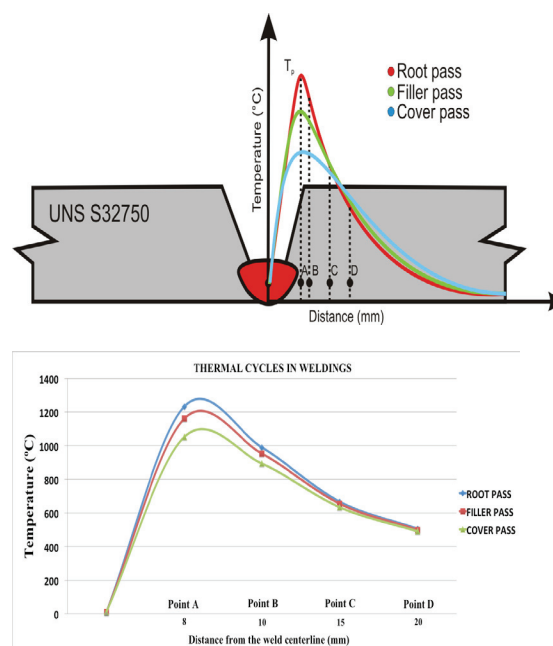 Tp
Temperature (°C)
Root pass
Filler pass
Cover pass
UNS S32750
A B C D
Distance (mm)
THERMAL CYCLES IN WELDINGS
Temperature (°C)
1400
1200
1000
800
600
400
200
0
ROOT PASS
FILLER PASS
COVER PASS
Point A Point B Point C Point D
8 10 15 20
Distance from the weld centerline (mm)